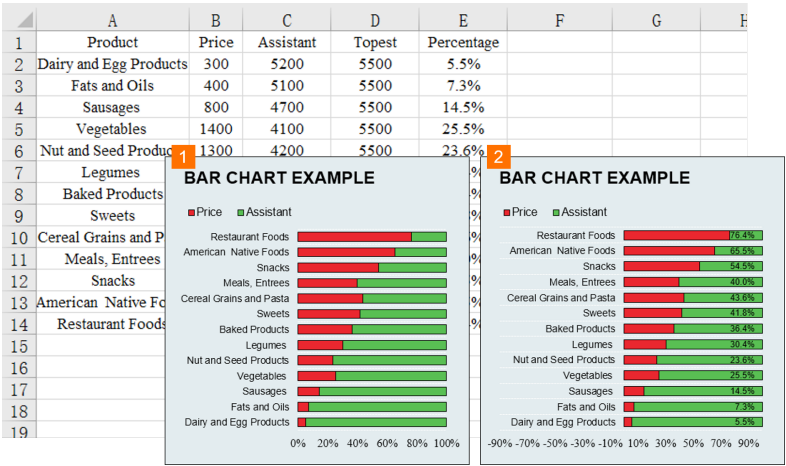 A B C D E F G H
1 Product Price Assistant Topest Percentage
2 Dairy and Egg Products 300 5200 5500 5.5%
3 Fats and Oils 400 5100 5500 7.3%
4 Sausages 800 4700 5500 14.5%
5 Vegetables 1400 4100 5500 25.5%
6 Nut and Seed Produc 1300 4200 5500 23.6%
7 Legumes
8 Baked Products
9 Sweets
10 Cereal Grains and P
11 Meals, Entrees
12 Snacks
13 American Native Fo
14 Restaurant Foods
15
16
17
18
19
1
BAR CHART EXAMPLE
Price Assistant
Restaurant Foods
American Native Foods
Snacks
Meals, Entrees
Cereal Grains and Pasta
Sweets
Baked Products
Legumes
Nut and Seed Products
Vegetables
Sausages
Fats and Oils
Dairy and Egg Products
0% 20% 40% 60% 80% 100%
2
BAR CHART EXAMPLE
Price Assistant
Restaurant Foods 76.4%
American Native Foods 65.5%
Snacks 54.5%
Meals, Entrees 40.0%
Cereal Grains and Pasta 43.6%
Sweets 41.8%
Baked Products 36.4%
Legumes 30.4%
Nut and Seed Products 23.6%
Vegetables 25.5%
Sausages 14.5%
Fats and Oils 7.3%
Dairy and Egg Products 5.5%
-90% -70% -50% -30% -10% 10% 30% 50% 70% 90%